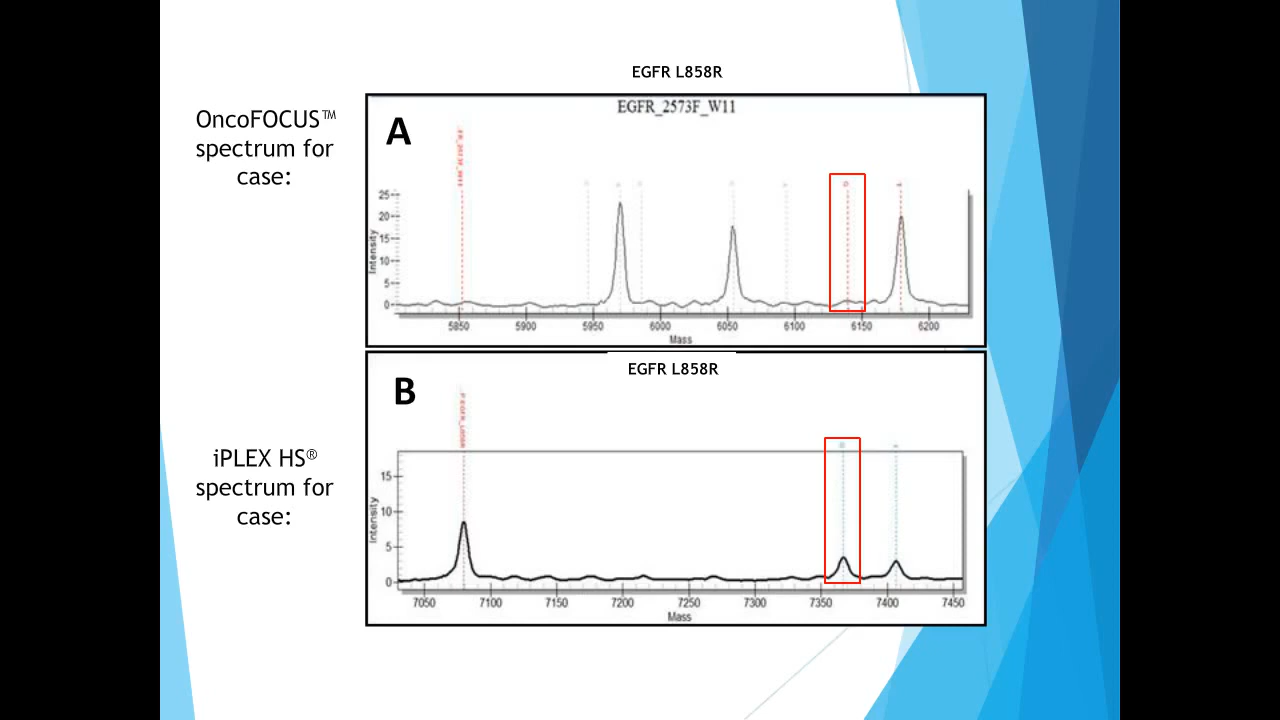 EGFR L858R
OncoFOCUS™
spectrum for
case:
EGFR_2573F_W11
A
25
20
15
10
5
0
Intensity
5850 5900 5950 6000 6050 6100 6150 6200
Mass
EGFR L858R
B
iPLEX HS®
spectrum for
case:
15
10
5
0
Intensity
7050 7100 7150 7200 7250 7300 7350 7400 7450
Mass